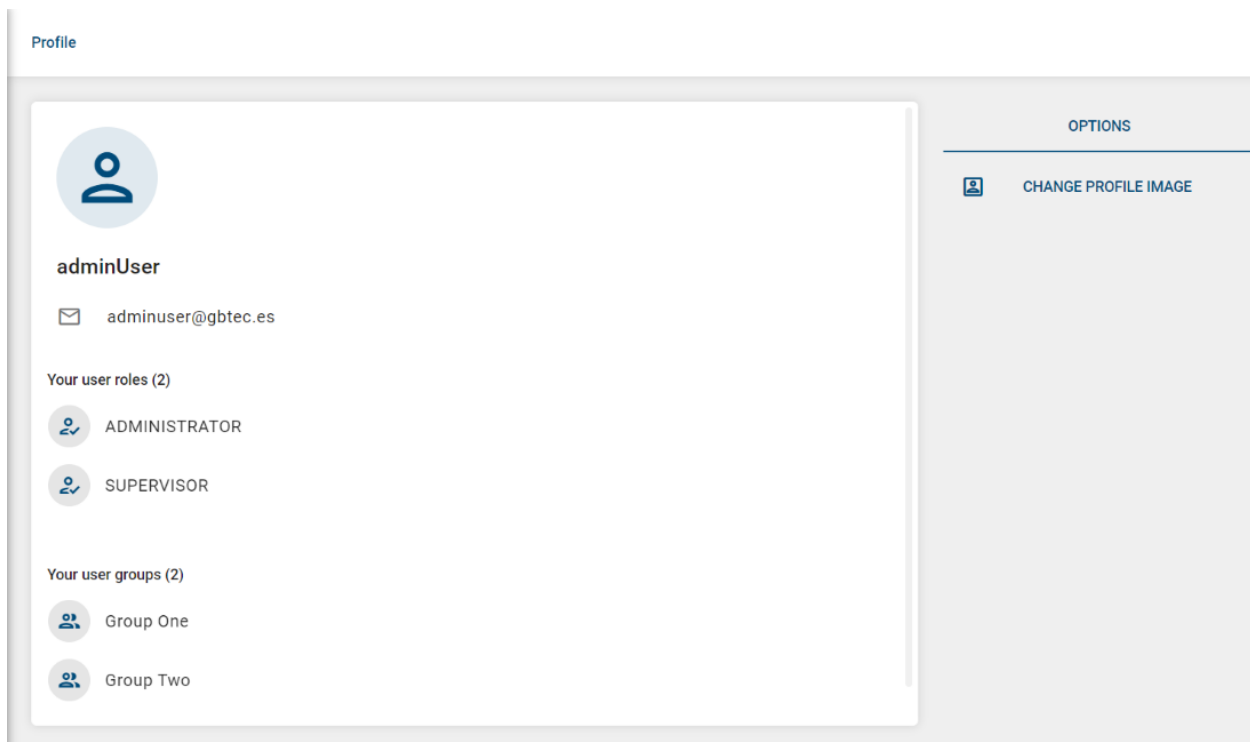 Profile
adminUser
adminuser@gbtec.es
Your user roles (2)
ADMINISTRATOR
SUPERVISOR
Your user groups (2)
Group One
Group Two
OPTIONS
CHANGE PROFILE IMAGE